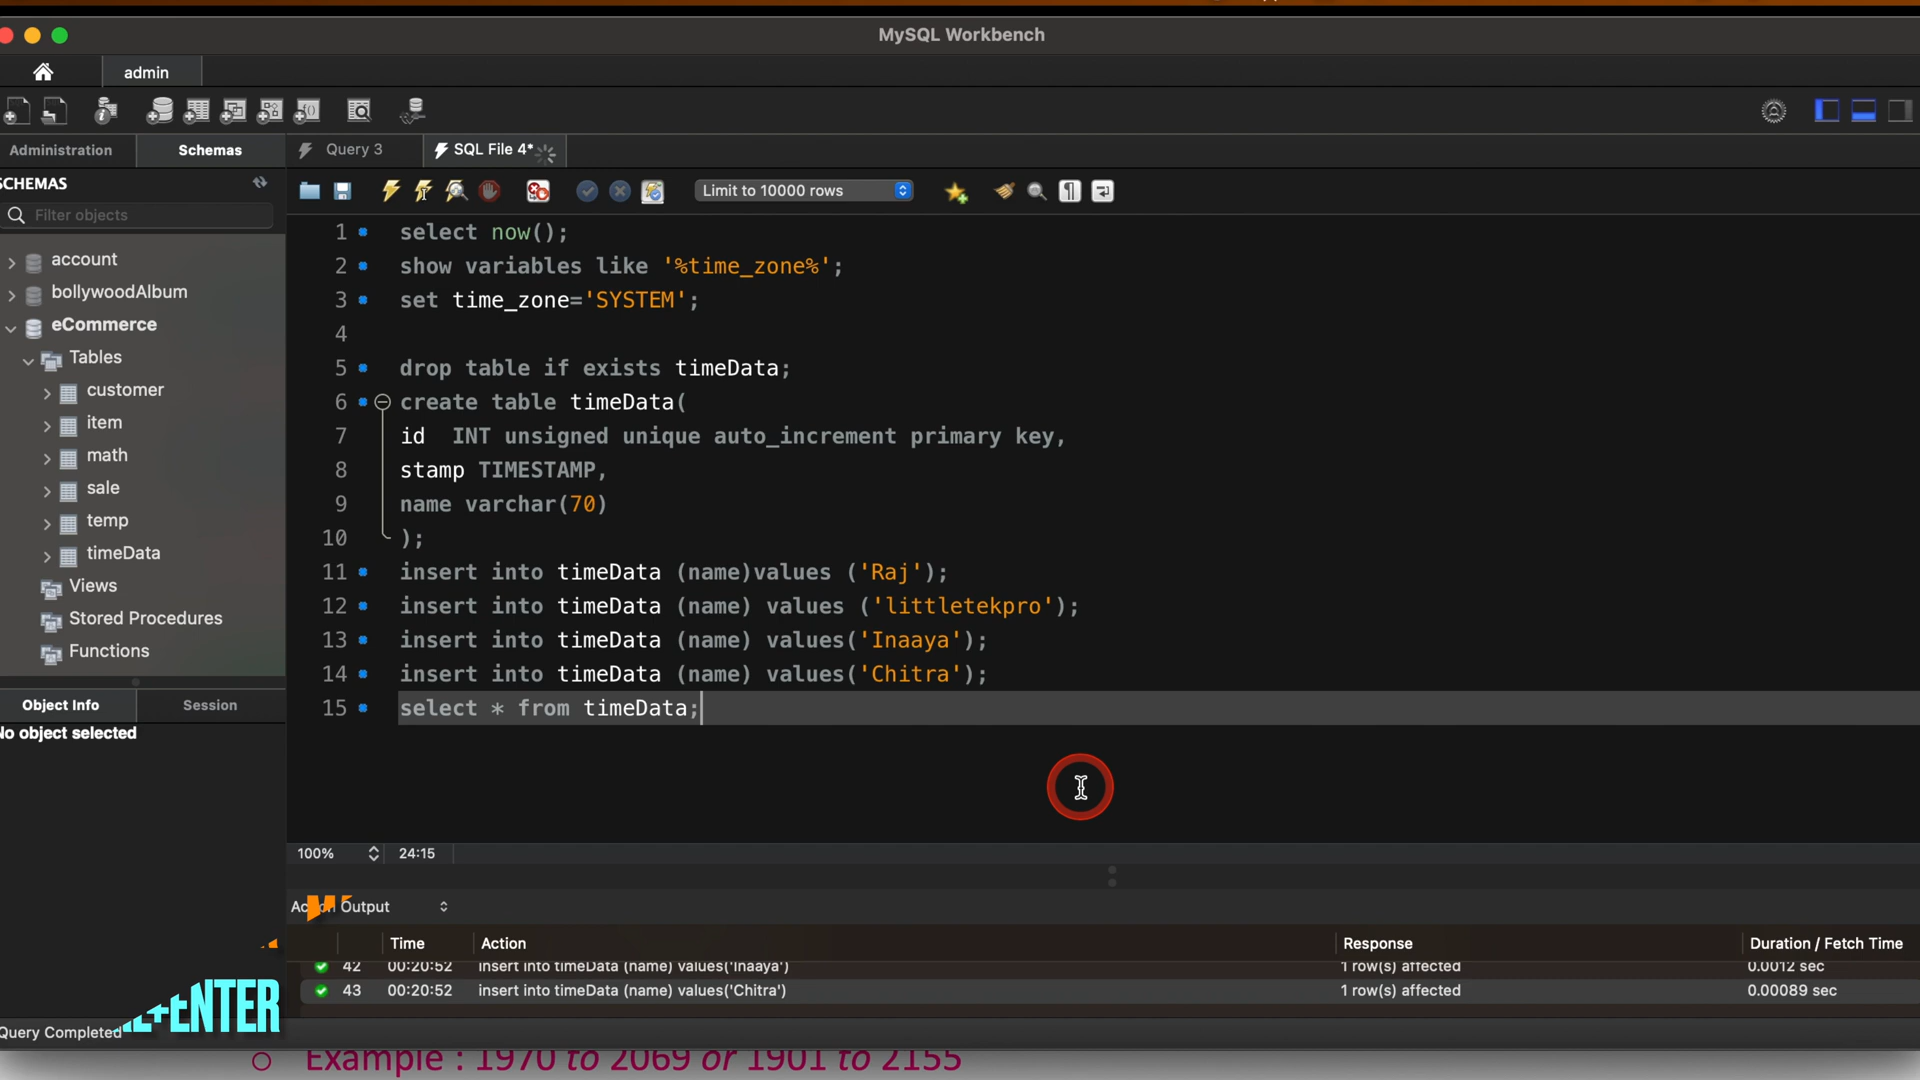 MySQL Workbench
admin
Administration
Schemas
Query 3
SQL File 4*
SCHEMAS
Filter objects
Limit to 10000 rows
account
bollywoodAlbum
eCommerce
Tables
customer
item
math
sale
temp
timeData
Views
Stored Procedures
Functions
Object Info
Session
No object selected
1 select now();
2 show variables like '%time_zone%';
3 set time_zone='SYSTEM';
4
5 drop table if exists timeData;
6 create table timeData(
7 id  INT unsigned unique auto_increment primary key,
8 stamp TIMESTAMP,
9 name varchar(70)
10 );
11 insert into timeData (name)values ('Raj');
12 insert into timeData (name) values ('littletekpro');
13 insert into timeData (name) values('Inaaya');
14 insert into timeData (name) values('Chitra');
15 select * from timeData;
100%
24:15
Output
Time Action Response Duration / Fetch Time
42 00:20:52 insert into timeData (name) values('Inaaya') 1 row(s) affected 0.0012 sec
43 00:20:52 insert into timeData (name) values('Chitra') 1 row(s) affected 0.00089 sec
+ENTER
Query Completed
Example : 1970 to 2069 or 1901 to 2155